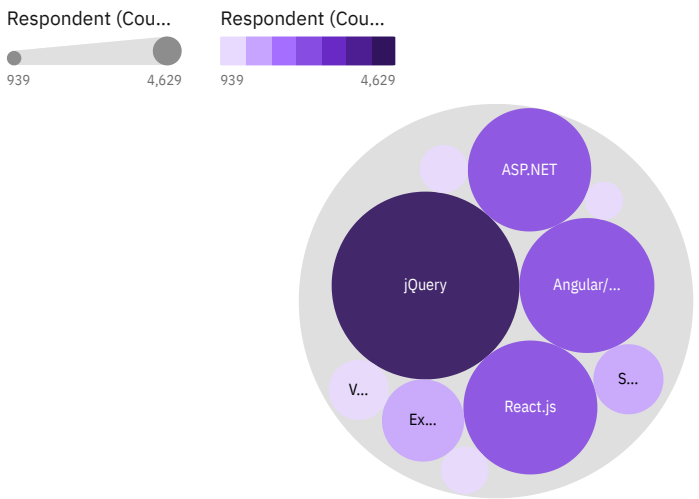 Respondent (Cou...
939
4,629
Respondent (Cou...
939
4,629
ASP.NET
jQuery
Angular/...
S...
V...
React.js
Ex...